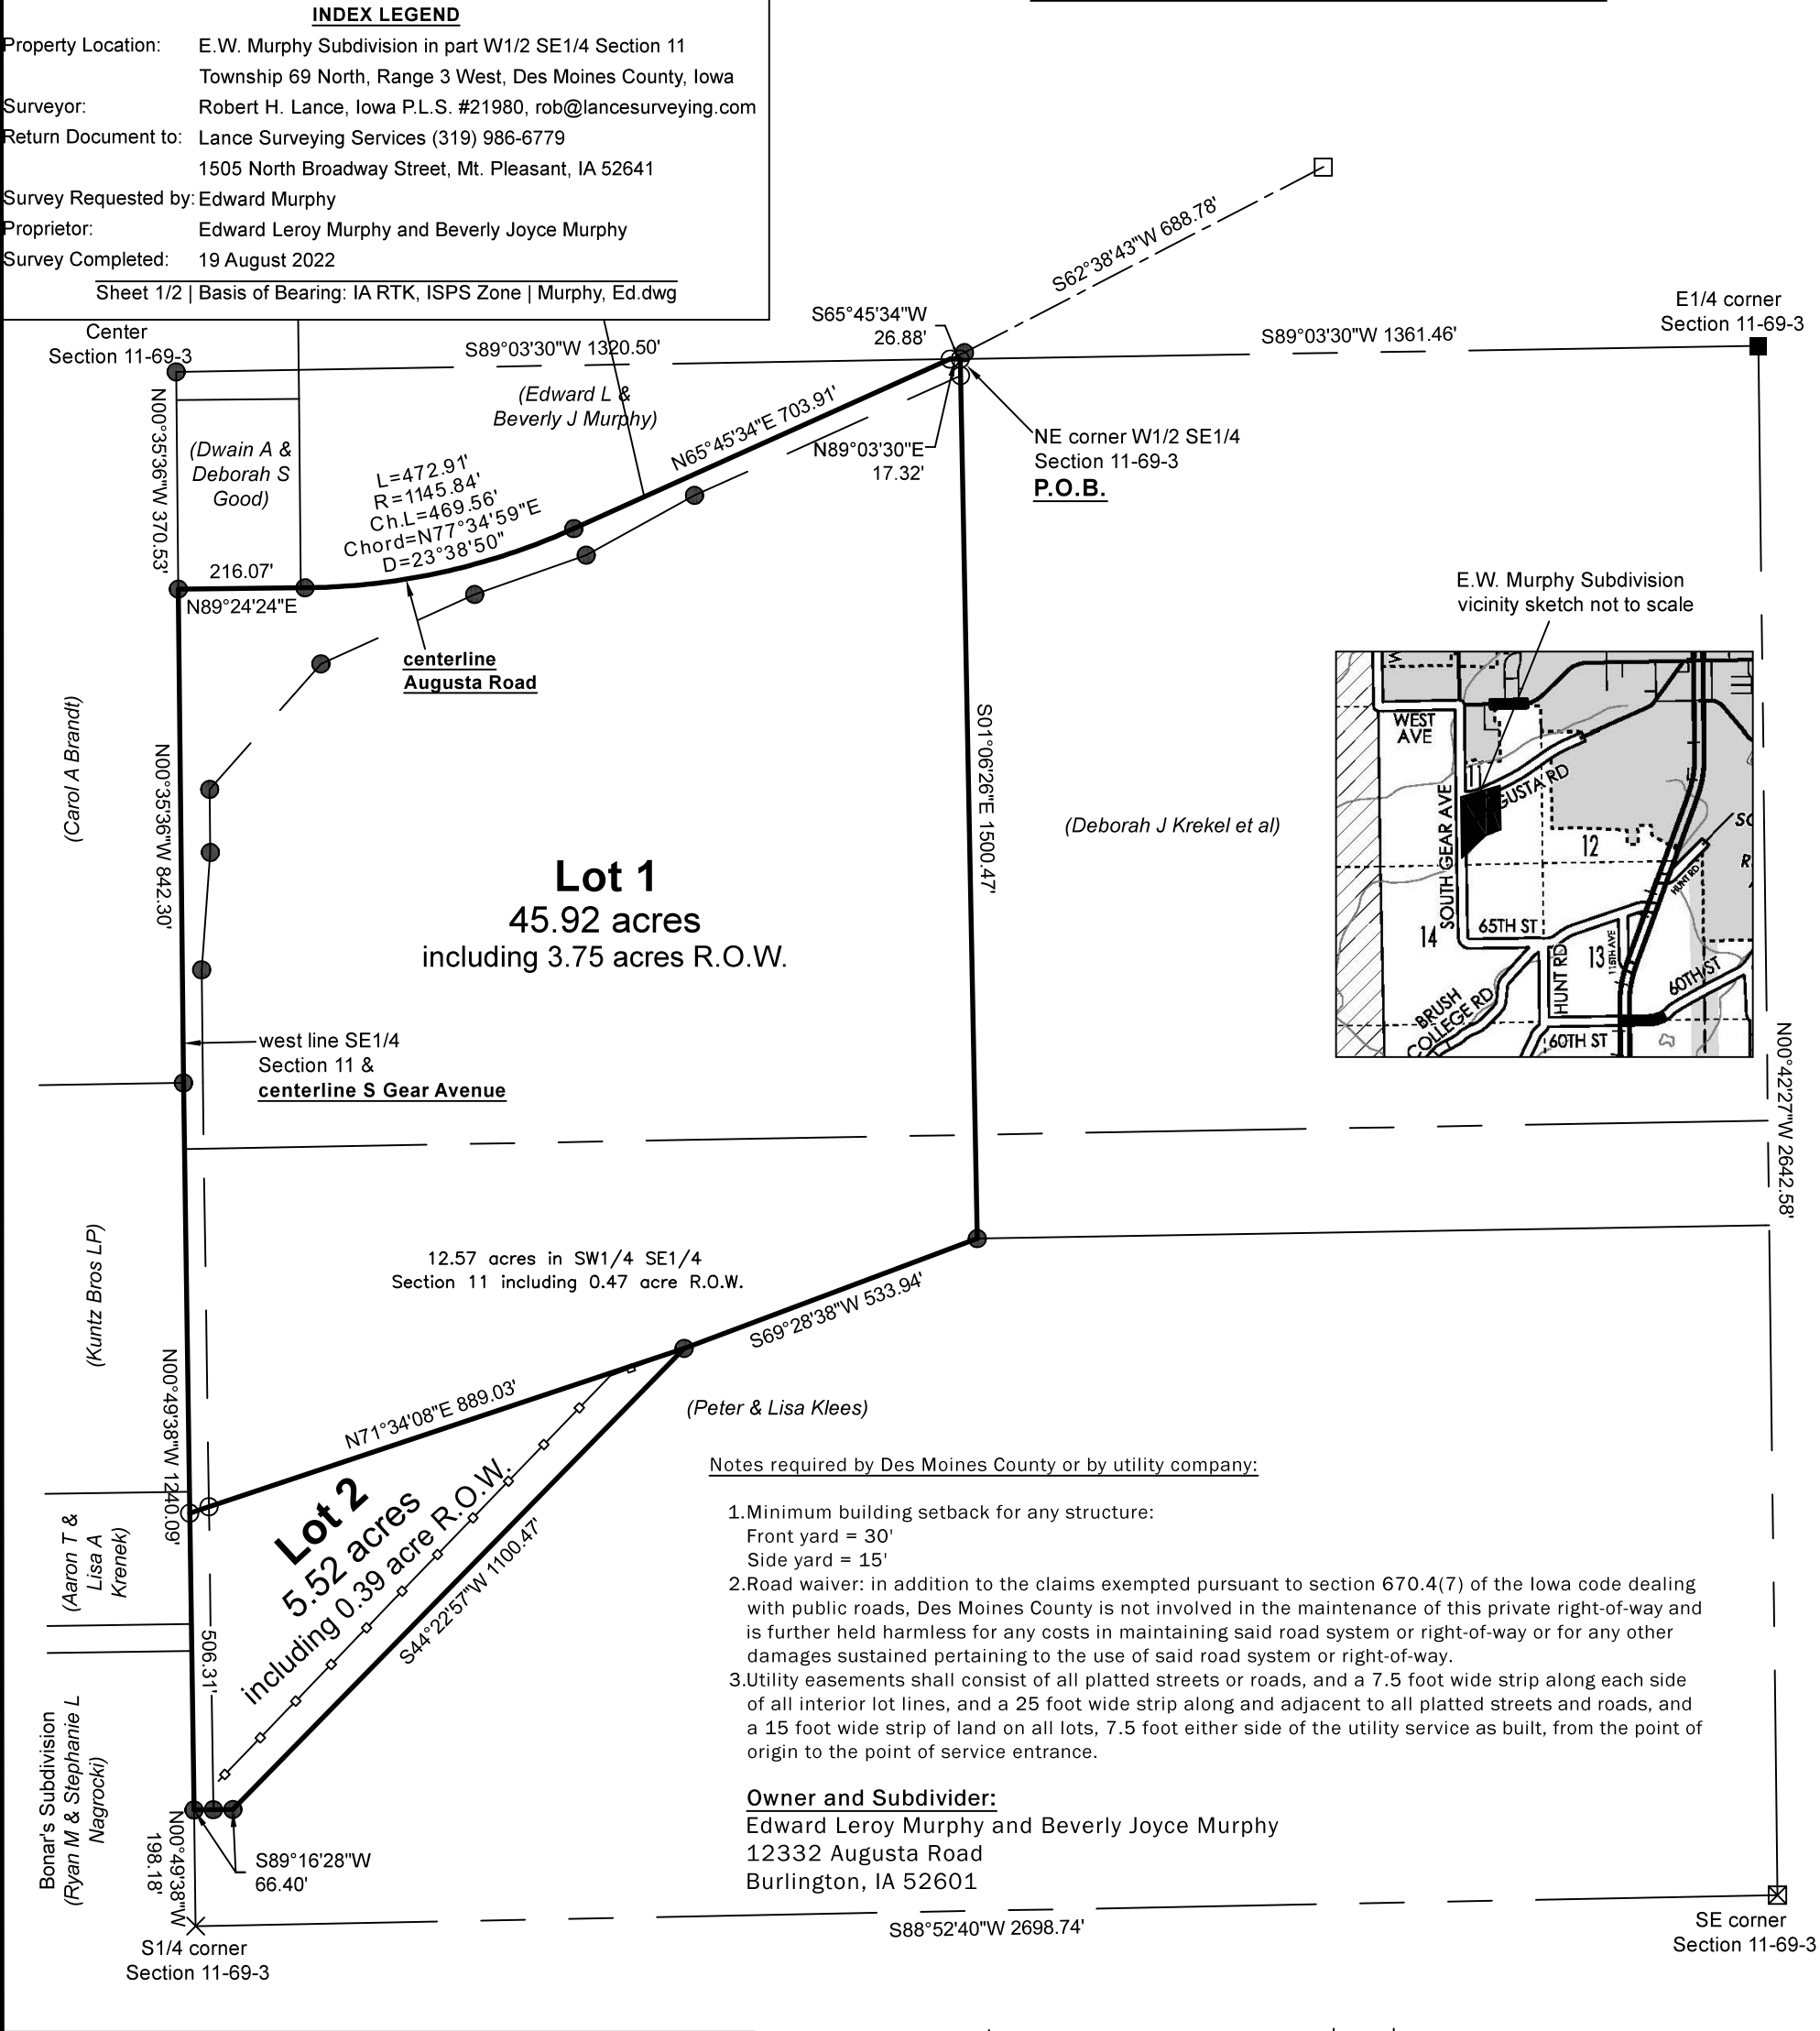 INDEX LEGEND
Property Location: E.W. Murphy Subdivision in part W1/2 SE1/4 Section 11
Township 69 North, Range 3 West, Des Moines County, Iowa
Surveyor: Robert H. Lance, Iowa P.L.S. #21980, rob@lancesurveying.com
Return Document to: Lance Surveying Services (319) 986-6779
1505 North Broadway Street, Mt. Pleasant, IA 52641
Survey Requested by: Edward Murphy
Proprietor: Edward Leroy Murphy and Beverly Joyce Murphy
Survey Completed: 19 August 2022
Sheet 1/2 | Basis of Bearing: IA RTK, ISPS Zone | Murphy, Ed.dwg
S62°38'43"W 688.78'
Center
Section 11-69-3
S89°03'30"W 1320.50'
S65°45'34"W
26.88'
S89°03'30"W 1361.46'
E1/4 corner
Section 11-69-3
N00°35'36"W 370.53'
(Dwain A &
Deborah S
Good)
(Edward L &
Beverly J Murphy)
N65°45'34"E 703.91'
N89°03'30"E
17.32'
NE corner W1/2 SE1/4
Section 11-69-3
P.O.B.
L=472.91'
R=1145.84'
Ch.L=469.56'
Chord=N77°34'59"E
D=23°38'50"
216.07'
N89°24'24"E
centerline
Augusta Road
E.W. Murphy Subdivision
vicinity sketch not to scale
WEST
AVE
11
GUSTA RD
SOUTH GEAR AVE
12
SC
R
HUNT RD
14
65TH ST
HUNT RD
13
115TH AVE
60TH ST
BRUSH
COLLEGE RD
60TH ST
(Carol A Brandt)
N00°35'36"W 842.30'
S01°06'26"E 1500.47'
(Deborah J Krekel et al)
Lot 1
45.92 acres
including 3.75 acres R.O.W.
west line SE1/4
Section 11 &
centerline S Gear Avenue
N00°42'27"W 2642.58'
(Kuntz Bros LP)
12.57 acres in SW1/4 SE1/4
Section 11 including 0.47 acre R.O.W.
S69°28'38"W 533.94'
N00°49'38"W 1240.09'
N71°34'08"E 889.03'
(Peter & Lisa Klees)
Lot 2
5.52 acres
including 0.39 acre R.O.W.
S44°22'57"W 1100.47'
(Aaron T &
Lisa A
Krenek)
506.31'
Bonar's Subdivision
(Ryan M & Stephanie L
Nagrocki)
N00°49'38"W
198.18'
S89°16'28"W
66.40'
Notes required by Des Moines County or by utility company:
1.Minimum building setback for any structure:
Front yard = 30'
Side yard = 15'
2.Road waiver: in addition to the claims exempted pursuant to section 670.4(7) of the Iowa code dealing
with public roads, Des Moines County is not involved in the maintenance of this private right-of-way and
is further held harmless for any costs in maintaining said road system or right-of-way or for any other
damages sustained pertaining to the use of said road system or right-of-way.
3.Utility easements shall consist of all platted streets or roads, and a 7.5 foot wide strip along each side
of all interior lot lines, and a 25 foot wide strip along and adjacent to all platted streets and roads, and
a 15 foot wide strip of land on all lots, 7.5 foot either side of the utility service as built, from the point of
origin to the point of service entrance.
Owner and Subdivider:
Edward Leroy Murphy and Beverly Joyce Murphy
12332 Augusta Road
Burlington, IA 52601
S88°52'40"W 2698.74'
S1/4 corner
Section 11-69-3
SE corner
Section 11-69-3